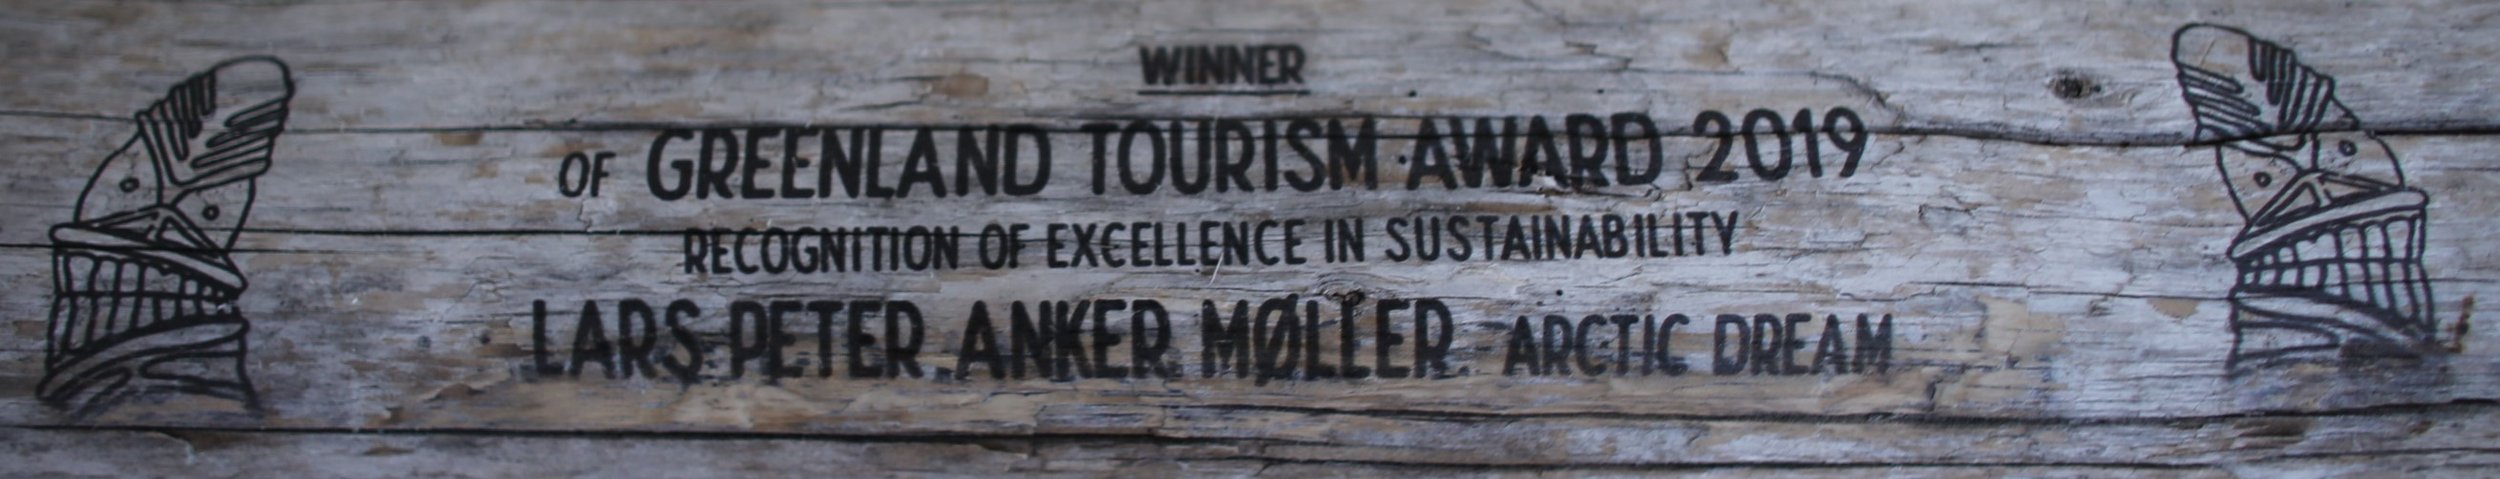 WINNER
OF GREENLAND TOURISM AWARD 2019
RECOGNITION OF EXCELLENCE IN SUSTAINABILITY
LARS PETER ANKER MØLLER ARCTIC DREAM